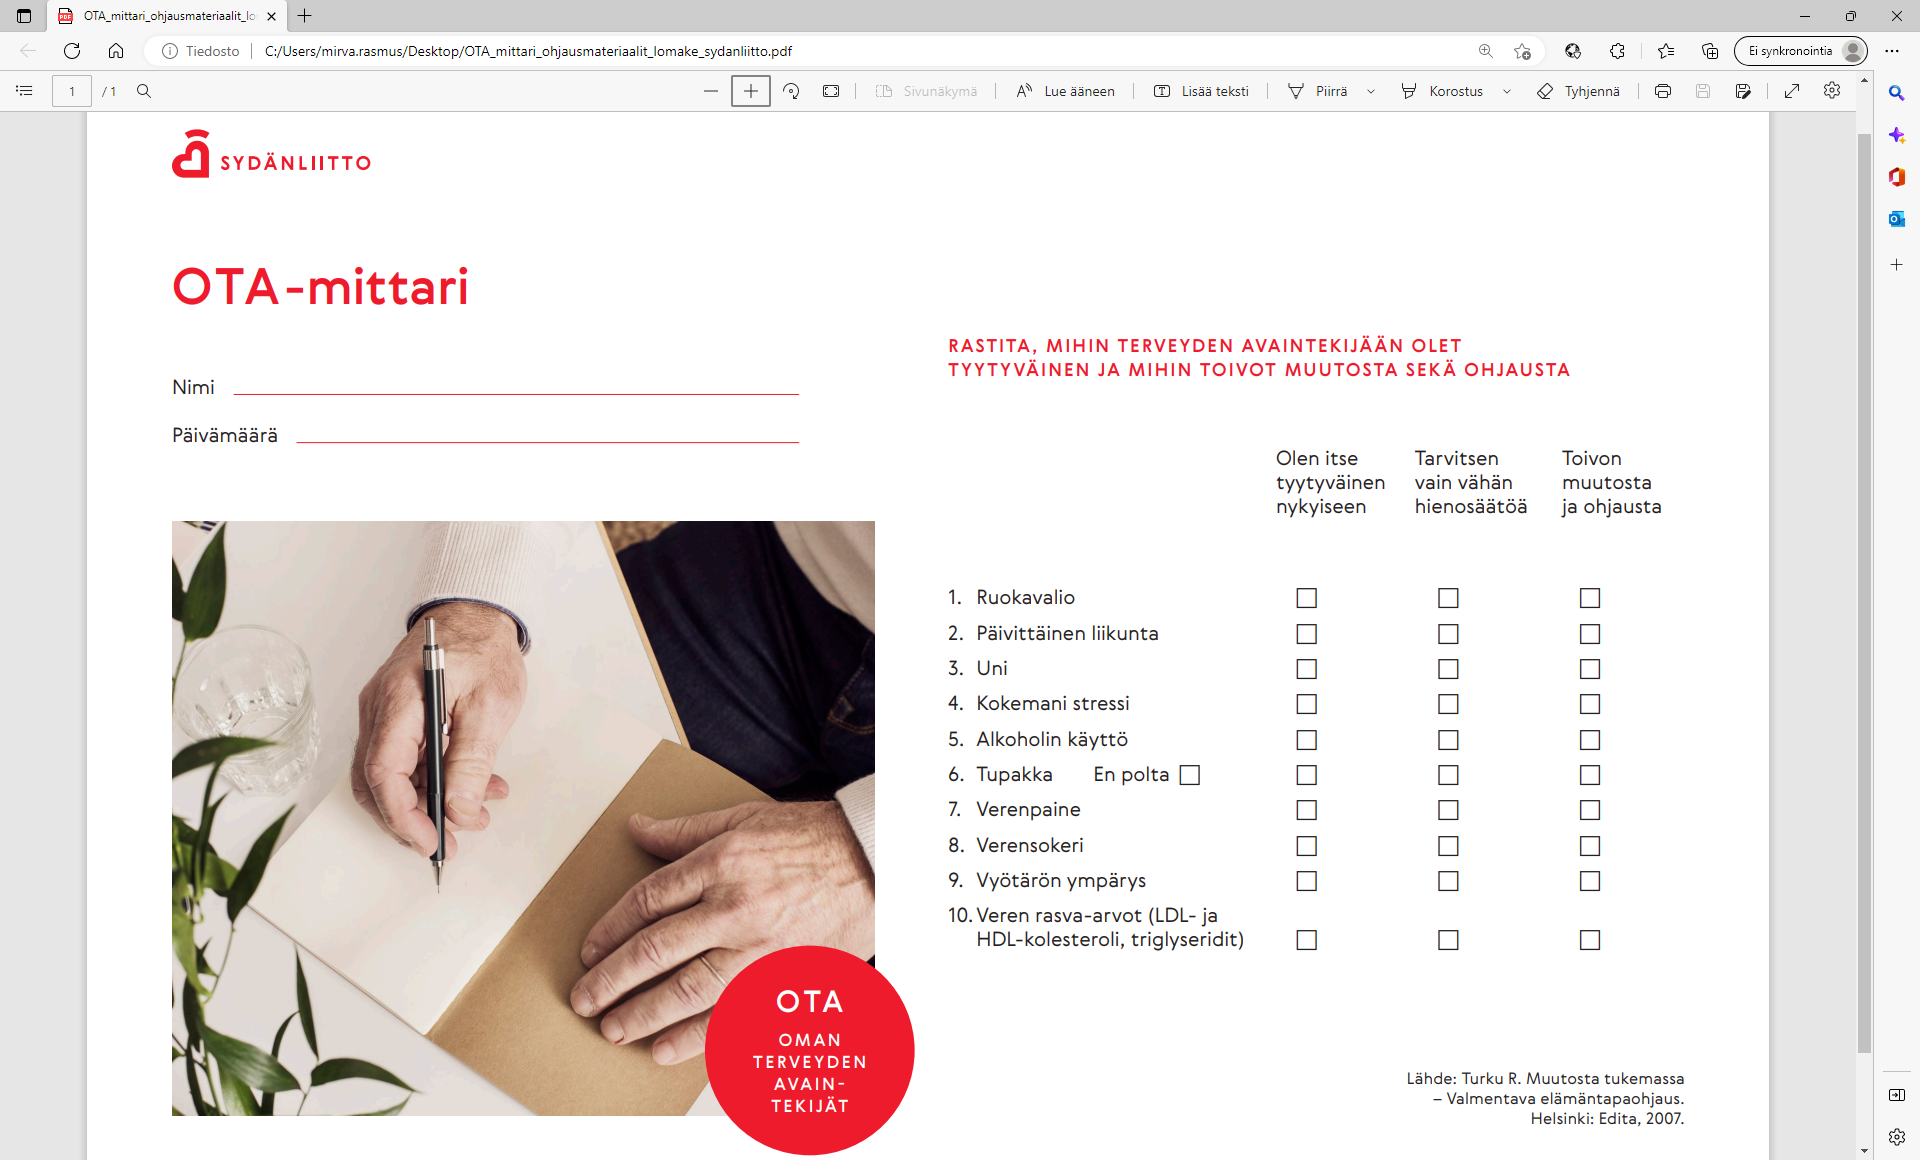 OTA_mittari_ohjausmateriaalit_lo
Tiedosto
C:/Users/mirva.rasmus/Desktop/OTA_mittari_ohjausmateriaalit_lomake_sydanliitto.pdf
Ei synkronointia
1 / 1
Sivunäkymä
Lue ääneen
Lisää teksti
Piirrä
Korostus
Tyhjennä
SYDÄNLIITTO
OTA-mittari
Nimi
Päivämäärä
OTA
OMAN
TERVEYDEN
AVAIN-
TEKIJÄT
RASTITA, MIHIN TERVEYDEN AVAINTEKIJÄÄN OLET
TYYTYVÄINEN JA MIHIN TOIVOT MUUTOSTA SEKÄ OHJAUSTA
Olen itse
tyytyväinen
nykyiseen
Tarvitsen
vain vähän
hienosäätöä
Toivon
muutosta
ja ohjausta
1. Ruokavalio
2. Päivittäinen liikunta
3. Uni
4. Kokemani stressi
5. Alkoholin käyttö
6. Tupakka En polta
7. Verenpaine
8. Verensokeri
9. Vyötärön ympärys
10. Veren rasva-arvot (LDL- ja
HDL-kolesteroli, triglyseridit)
Lähde: Turku R. Muutosta tukemassa
– Valmentava elämäntapaohjaus.
Helsinki: Edita, 2007.